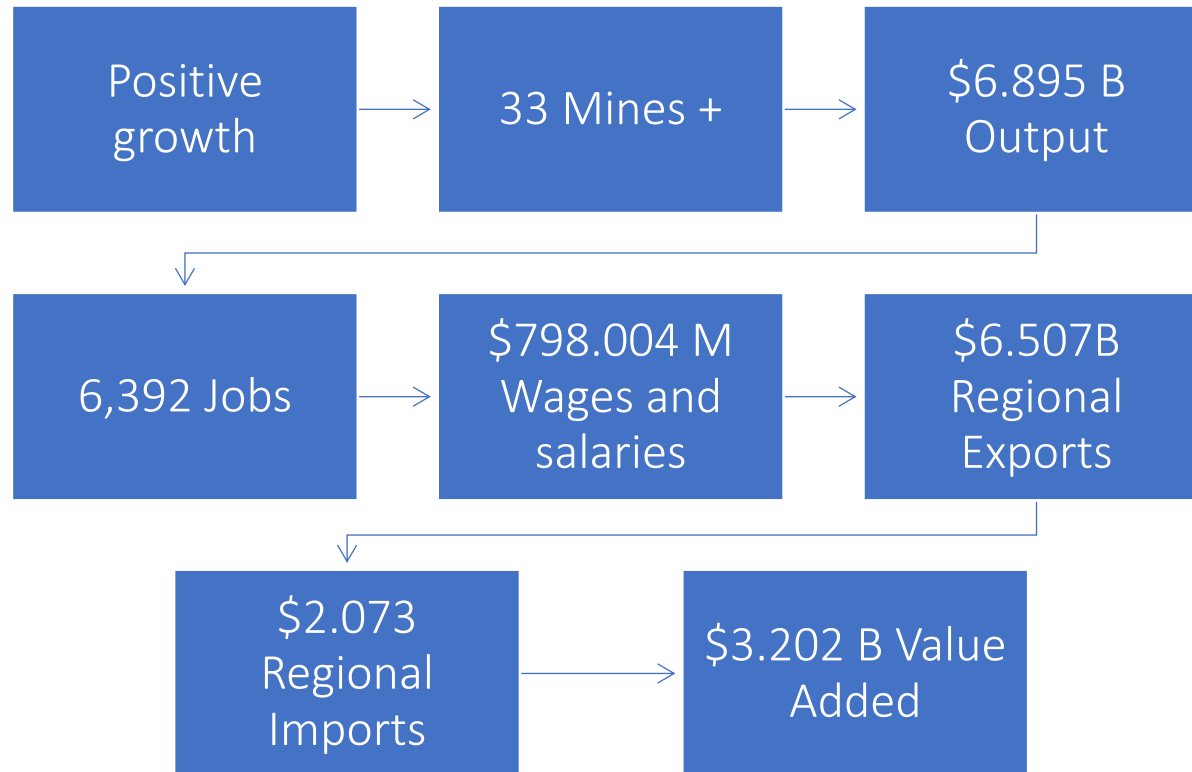 Positive
growth
33 Mines +
$6.895 B
Output
6,392 Jobs
$798.004 M
Wages and
salaries
$6.507B
Regional
Exports
$2.073
Regional
Imports
$3.202 B Value
Added